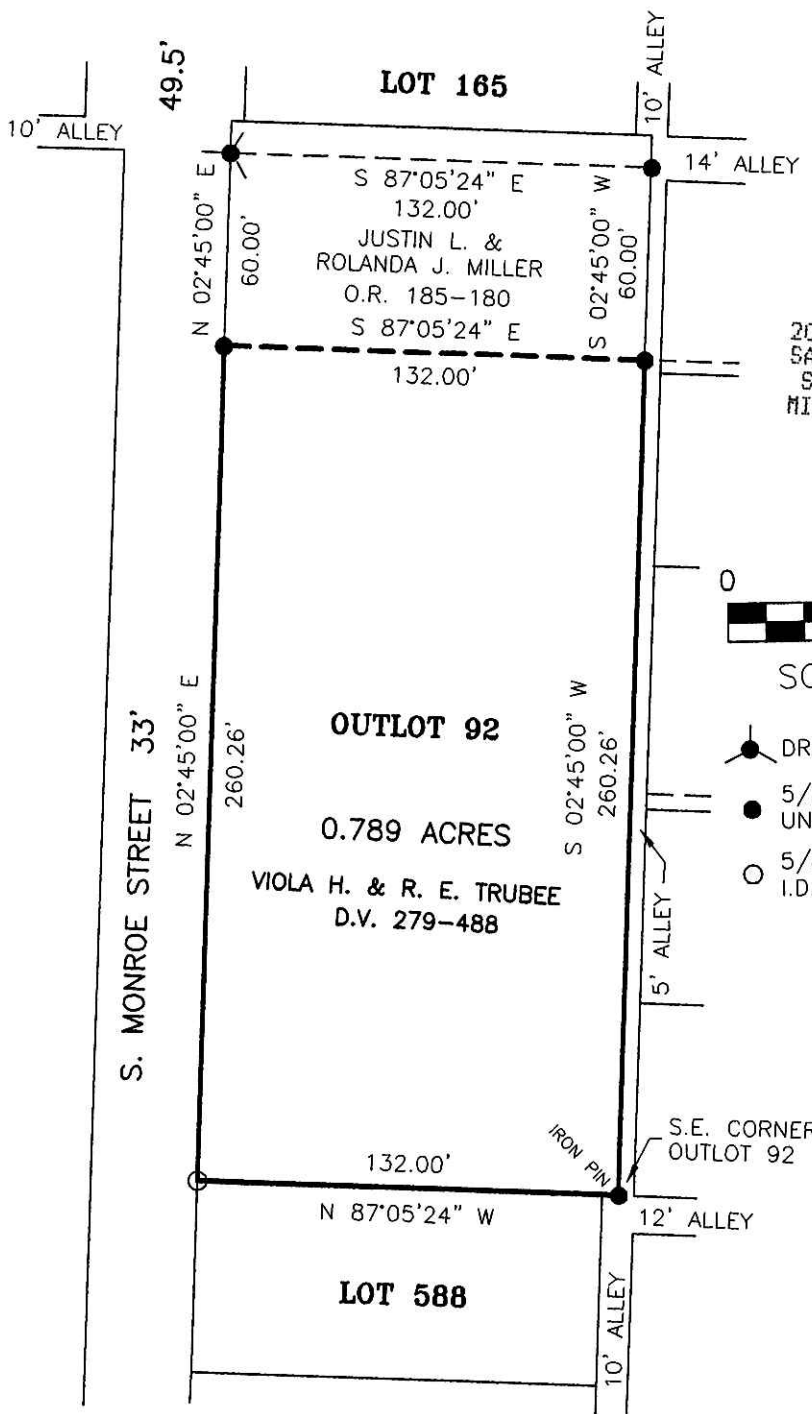 49.5'
LOT 165
10' ALLEY
10' ALLEY
14' ALLEY
S 87°05'24" E
132.00'
N 02°45'00" E
60.00'
JUSTIN L. &
ROLANDA J. MILLER
O.R. 185-180
S 02°45'00" W
60.00'
S 87°05'24" E
132.00'
0
N 02°45'00" E
260.26'
OUTLOT 92
S 02°45'00" W
260.26'
S. MONROE STREET 33'
0.789 ACRES
VIOLA H. & R. E. TRUBEE
D.V. 279-488
DR
5/
UN
5/
I.D
5' ALLEY
IRON PIN
S.E. CORNER
OUTLOT 92
132.00'
N 87°05'24" W
12' ALLEY
LOT 588
10' ALLEY